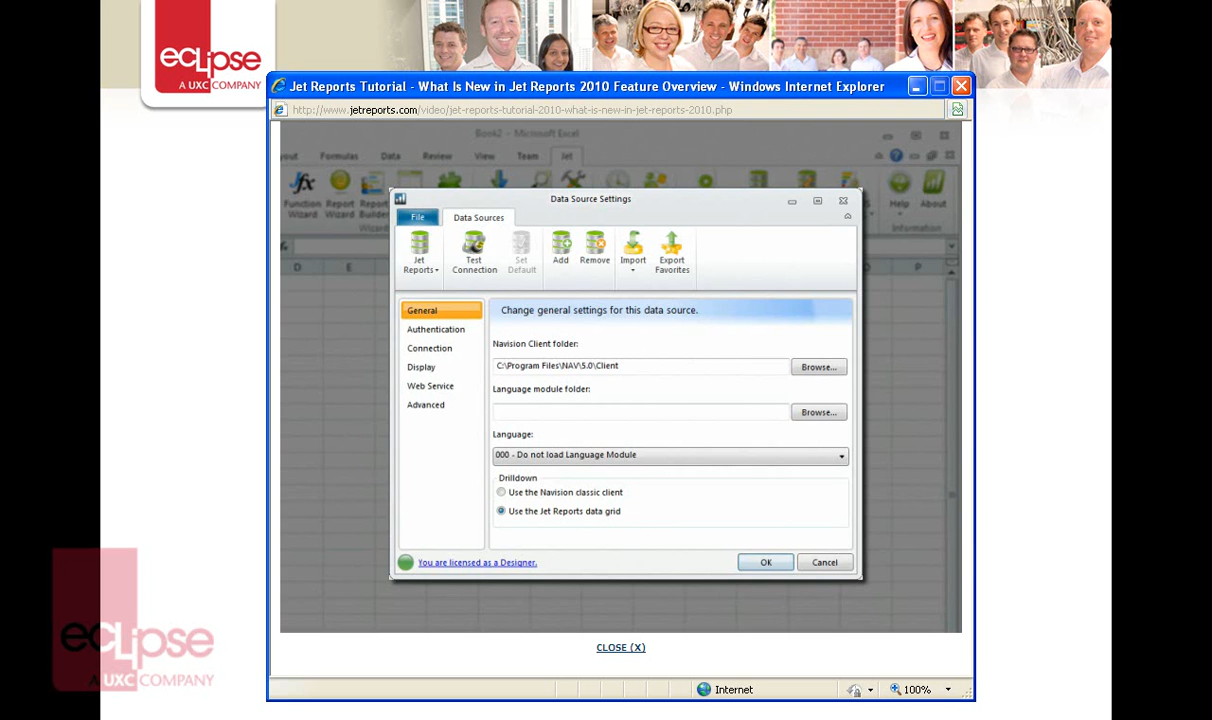 eclipse
A UXC COMPANY
Jet Reports Tutorial - What Is New in Jet Reports 2010 Feature Overview - Windows Internet Explorer
http://www.jetreports.com/video/jet-reports-tutorial-2010-what-is-new-in-jet-reports-2010.php
Book2 - Microsoft Excel
yout Formulas Data Review View Team Jet
Function Wizard
Report Wizard
Report Builder
Help
About
Information
D E P
Data Source Settings
File
Data Sources
Jet Reports
Test Connection
Set Default
Add
Remove
Import
Export Favorites
General
Authentication
Connection
Display
Web Service
Advanced
Change general settings for this data source.
Navision Client folder:
C:\Program Files\NAV\5.0\Client
Browse...
Language module folder:
Browse...
Language:
000 - Do not load Language Module
Drilldown
Use the Navision classic client
Use the Jet Reports data grid
You are licensed as a Designer.
OK
Cancel
CLOSE (X)
Internet
100%
eclipse
A UXC COMPANY